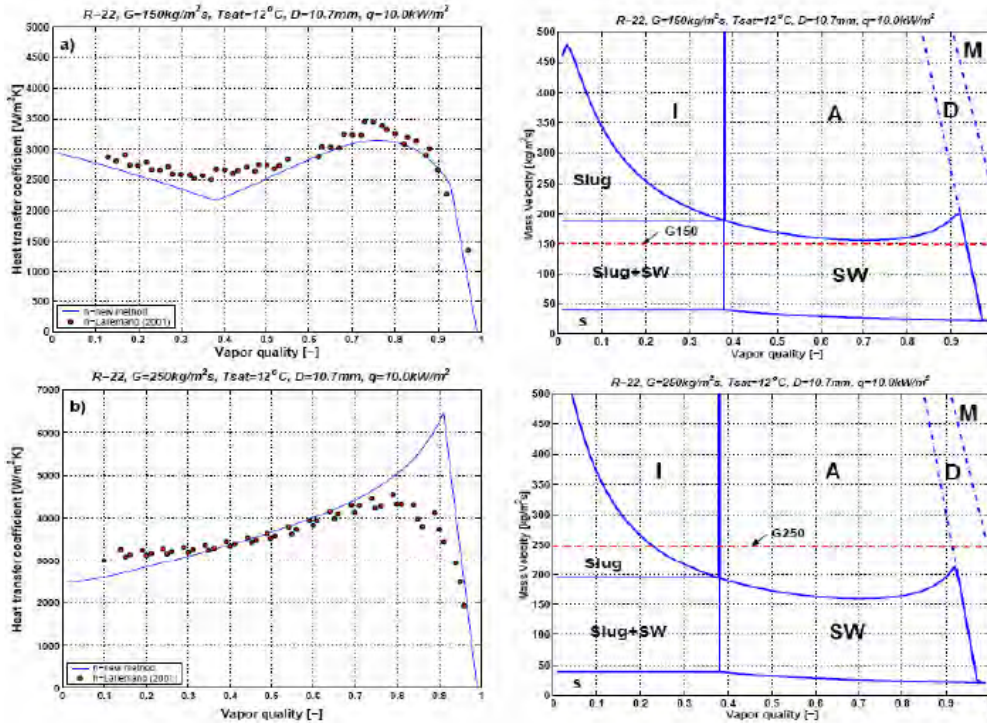 R-22, G=150kg/m²s, Tsat=12°C, D=10.7mm, q=10.0kW/m²
a)
Heat transfer coefficient [W/m²K]
5000
4500
4000
3500
3000
2500
2000
1500
1000
500
0
h-new method
h-Lallemand (2001)
0 0.1 0.2 0.3 0.4 0.5 0.6 0.7 0.8 0.9 1
Vapor quality [-]
R-22, G=150kg/m²s, Tsat=12°C, D=10.7mm, q=10.0kW/m²
Mass Velocity [kg/m²s]
500
450
400
350
300
250
200
150
100
50
0
I
A
D
M
Slug
G150
Slug+SW
SW
S
0 0.1 0.2 0.3 0.4 0.5 0.6 0.7 0.8 0.9
Vapor quality [-]
R-22, G=250kg/m²s, Tsat=12°C, D=10.7mm, q=10.0kW/m²
b)
Heat transfer coefficient [W/m²K]
7000
6000
5000
4000
3000
2000
1000
0
h-new method
h-Lallemand (2001)
0 0.1 0.2 0.3 0.4 0.5 0.6 0.7 0.8 0.9 1
Vapor quality [-]
R-22, G=250kg/m²s, Tsat=12°C, D=10.7mm, q=10.0kW/m²
Mass Velocity [kg/m²s]
500
450
400
350
300
250
200
150
100
50
0
I
A
D
M
G250
Slug
Slug+SW
SW
S
0.1 0.2 0.3 0.4 0.5 0.6 0.7 0.8 0.9
Vapor quality [-]